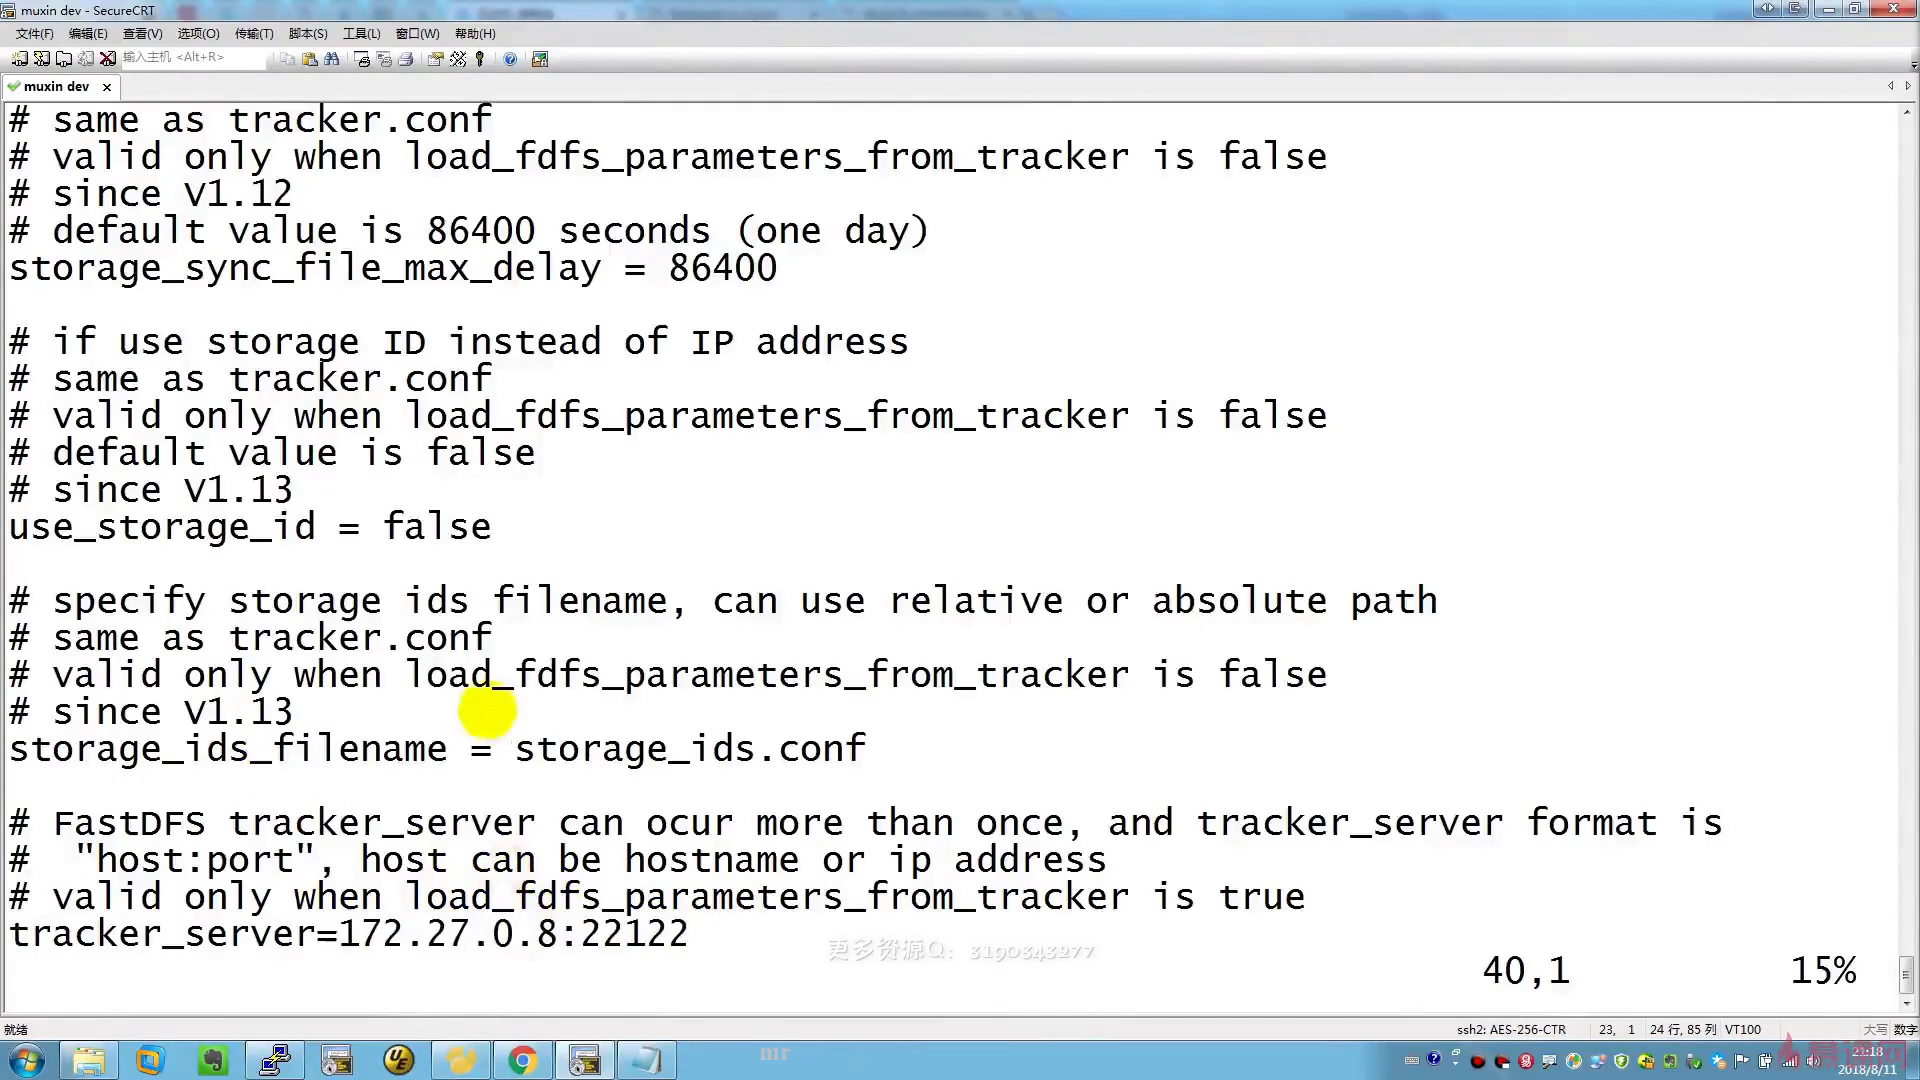 muxin dev - SecureCRT
文件(F) 编辑(E) 查看(V) 选项(O) 传输(T) 脚本(S) 工具(L) 窗口(W) 帮助(H)
输入主机 <Alt+R>
muxin dev
# same as tracker.conf
# valid only when load_fdfs_parameters_from_tracker is false
# since V1.12
# default value is 86400 seconds (one day)
storage_sync_file_max_delay = 86400
# if use storage ID instead of IP address
# same as tracker.conf
# valid only when load_fdfs_parameters_from_tracker is false
# default value is false
# since V1.13
use_storage_id = false
# specify storage ids filename, can use relative or absolute path
# same as tracker.conf
# valid only when load_fdfs_parameters_from_tracker is false
# since V1.13
storage_ids_filename = storage_ids.conf
# FastDFS tracker_server can ocur more than once, and tracker_server format is
#  "host:port", host can be hostname or ip address
# valid only when load_fdfs_parameters_from_tracker is true
tracker_server=172.27.0.8:22122
更多资源Q: 3190343277
40,1 15%
就绪 ssh2: AES-256-CTR 23, 1 24 行, 85 列 VT100 大写 数字
21:18
2018/8/11